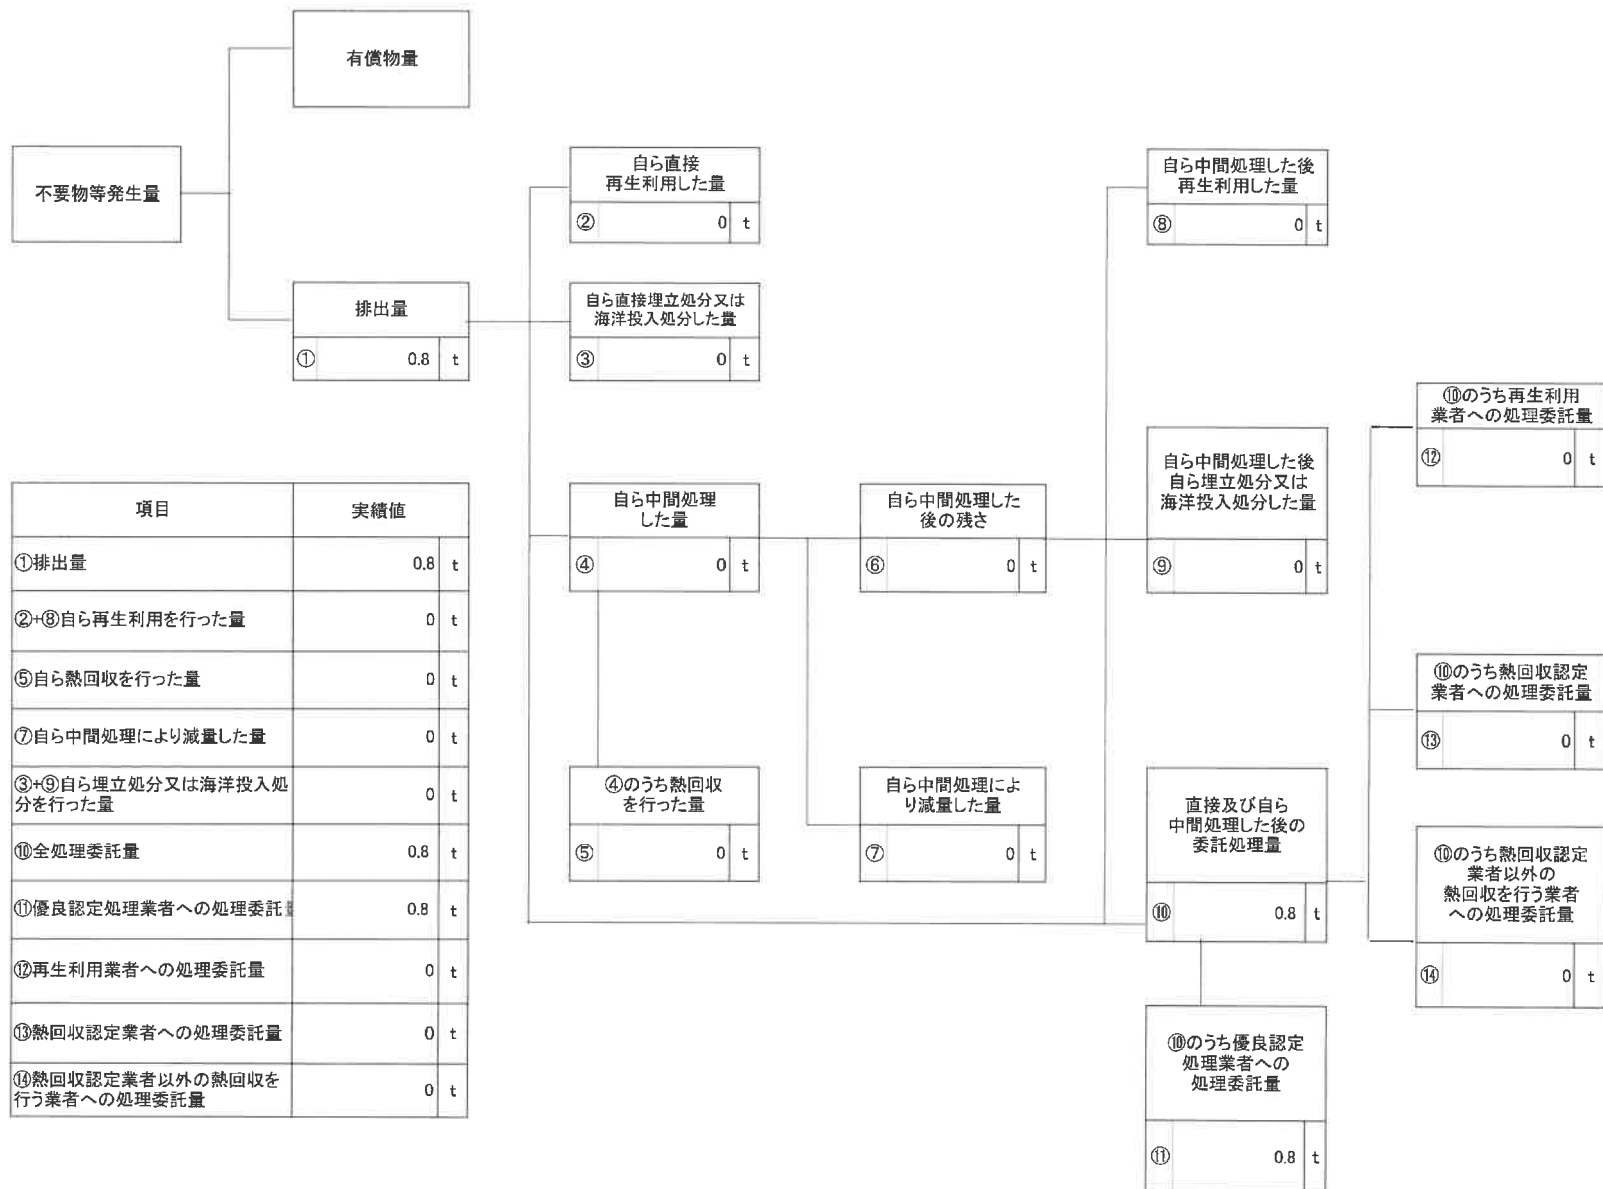 有償物量
不要物等発生量
排出量
① 0.8 t
自ら直接
再生利用した量
② 0 t
自ら直接埋立処分又は
海洋投入処分した量
③ 0 t
自ら中間処理
した量
④ 0 t
④のうち熱回収
を行った量
⑤ 0 t
自ら中間処理した
後の残さ
⑥ 0 t
自ら中間処理によ
り減量した量
⑦ 0 t
自ら中間処理した後
再生利用した量
⑧ 0 t
自ら中間処理した後
自ら埋立処分又は
海洋投入処分した量
⑨ 0 t
直接及び自ら
中間処理した後の
委託処理量
⑩ 0.8 t
⑩のうち優良認定
処理業者への
処理委託量
⑪ 0.8 t
⑩のうち再生利用
業者への処理委託量
⑫ 0 t
⑩のうち熱回収認定
業者への処理委託量
⑬ 0 t
⑩のうち熱回収認定
業者以外の
熱回収を行う業者
への処理委託量
⑭ 0 t
項目 実績値
①排出量 0.8 t
②+⑧自ら再生利用を行った量 0 t
⑤自ら熱回収を行った量 0 t
⑦自ら中間処理により減量した量 0 t
③+⑨自ら埋立処分又は海洋投入処
分を行った量 0 t
⑩全処理委託量 0.8 t
⑪優良認定処理業者への処理委託 0.8 t
⑫再生利用業者への処理委託量 0 t
⑬熱回収認定業者への処理委託量 0 t
⑭熱回収認定業者以外の熱回収を
行う業者への処理委託量 0 t